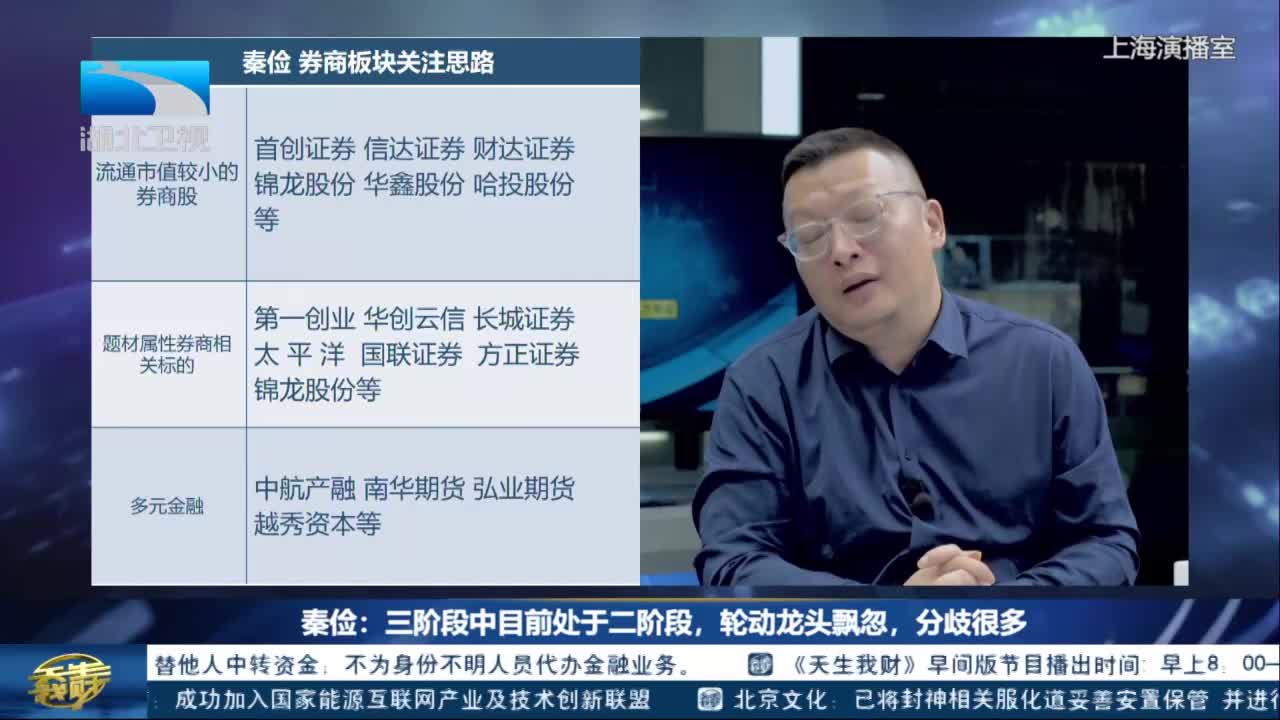 上海演播室
秦俭 券商板块关注思路
湖北卫视
流通市值较小的
券商股
首创证券 信达证券 财达证券
锦龙股份 华鑫股份 哈投股份
等
题材属性券商相
关标的
第一创业 华创云信 长城证券
太 平 洋 国联证券 方正证券
锦龙股份等
多元金融
中航产融 南华期货 弘业期货
越秀资本等
秦俭：三阶段中目前处于二阶段，轮动龙头飘忽，分歧很多
天生我财
替他人中转资金，不为身份不明人员代办金融业务。 《天生我财》早间版节目播出时间：早上8：00—
：成功加入国家能源互联网产业及技术创新联盟 北京文化：已将封神相关服化道妥善安置保管 并进行